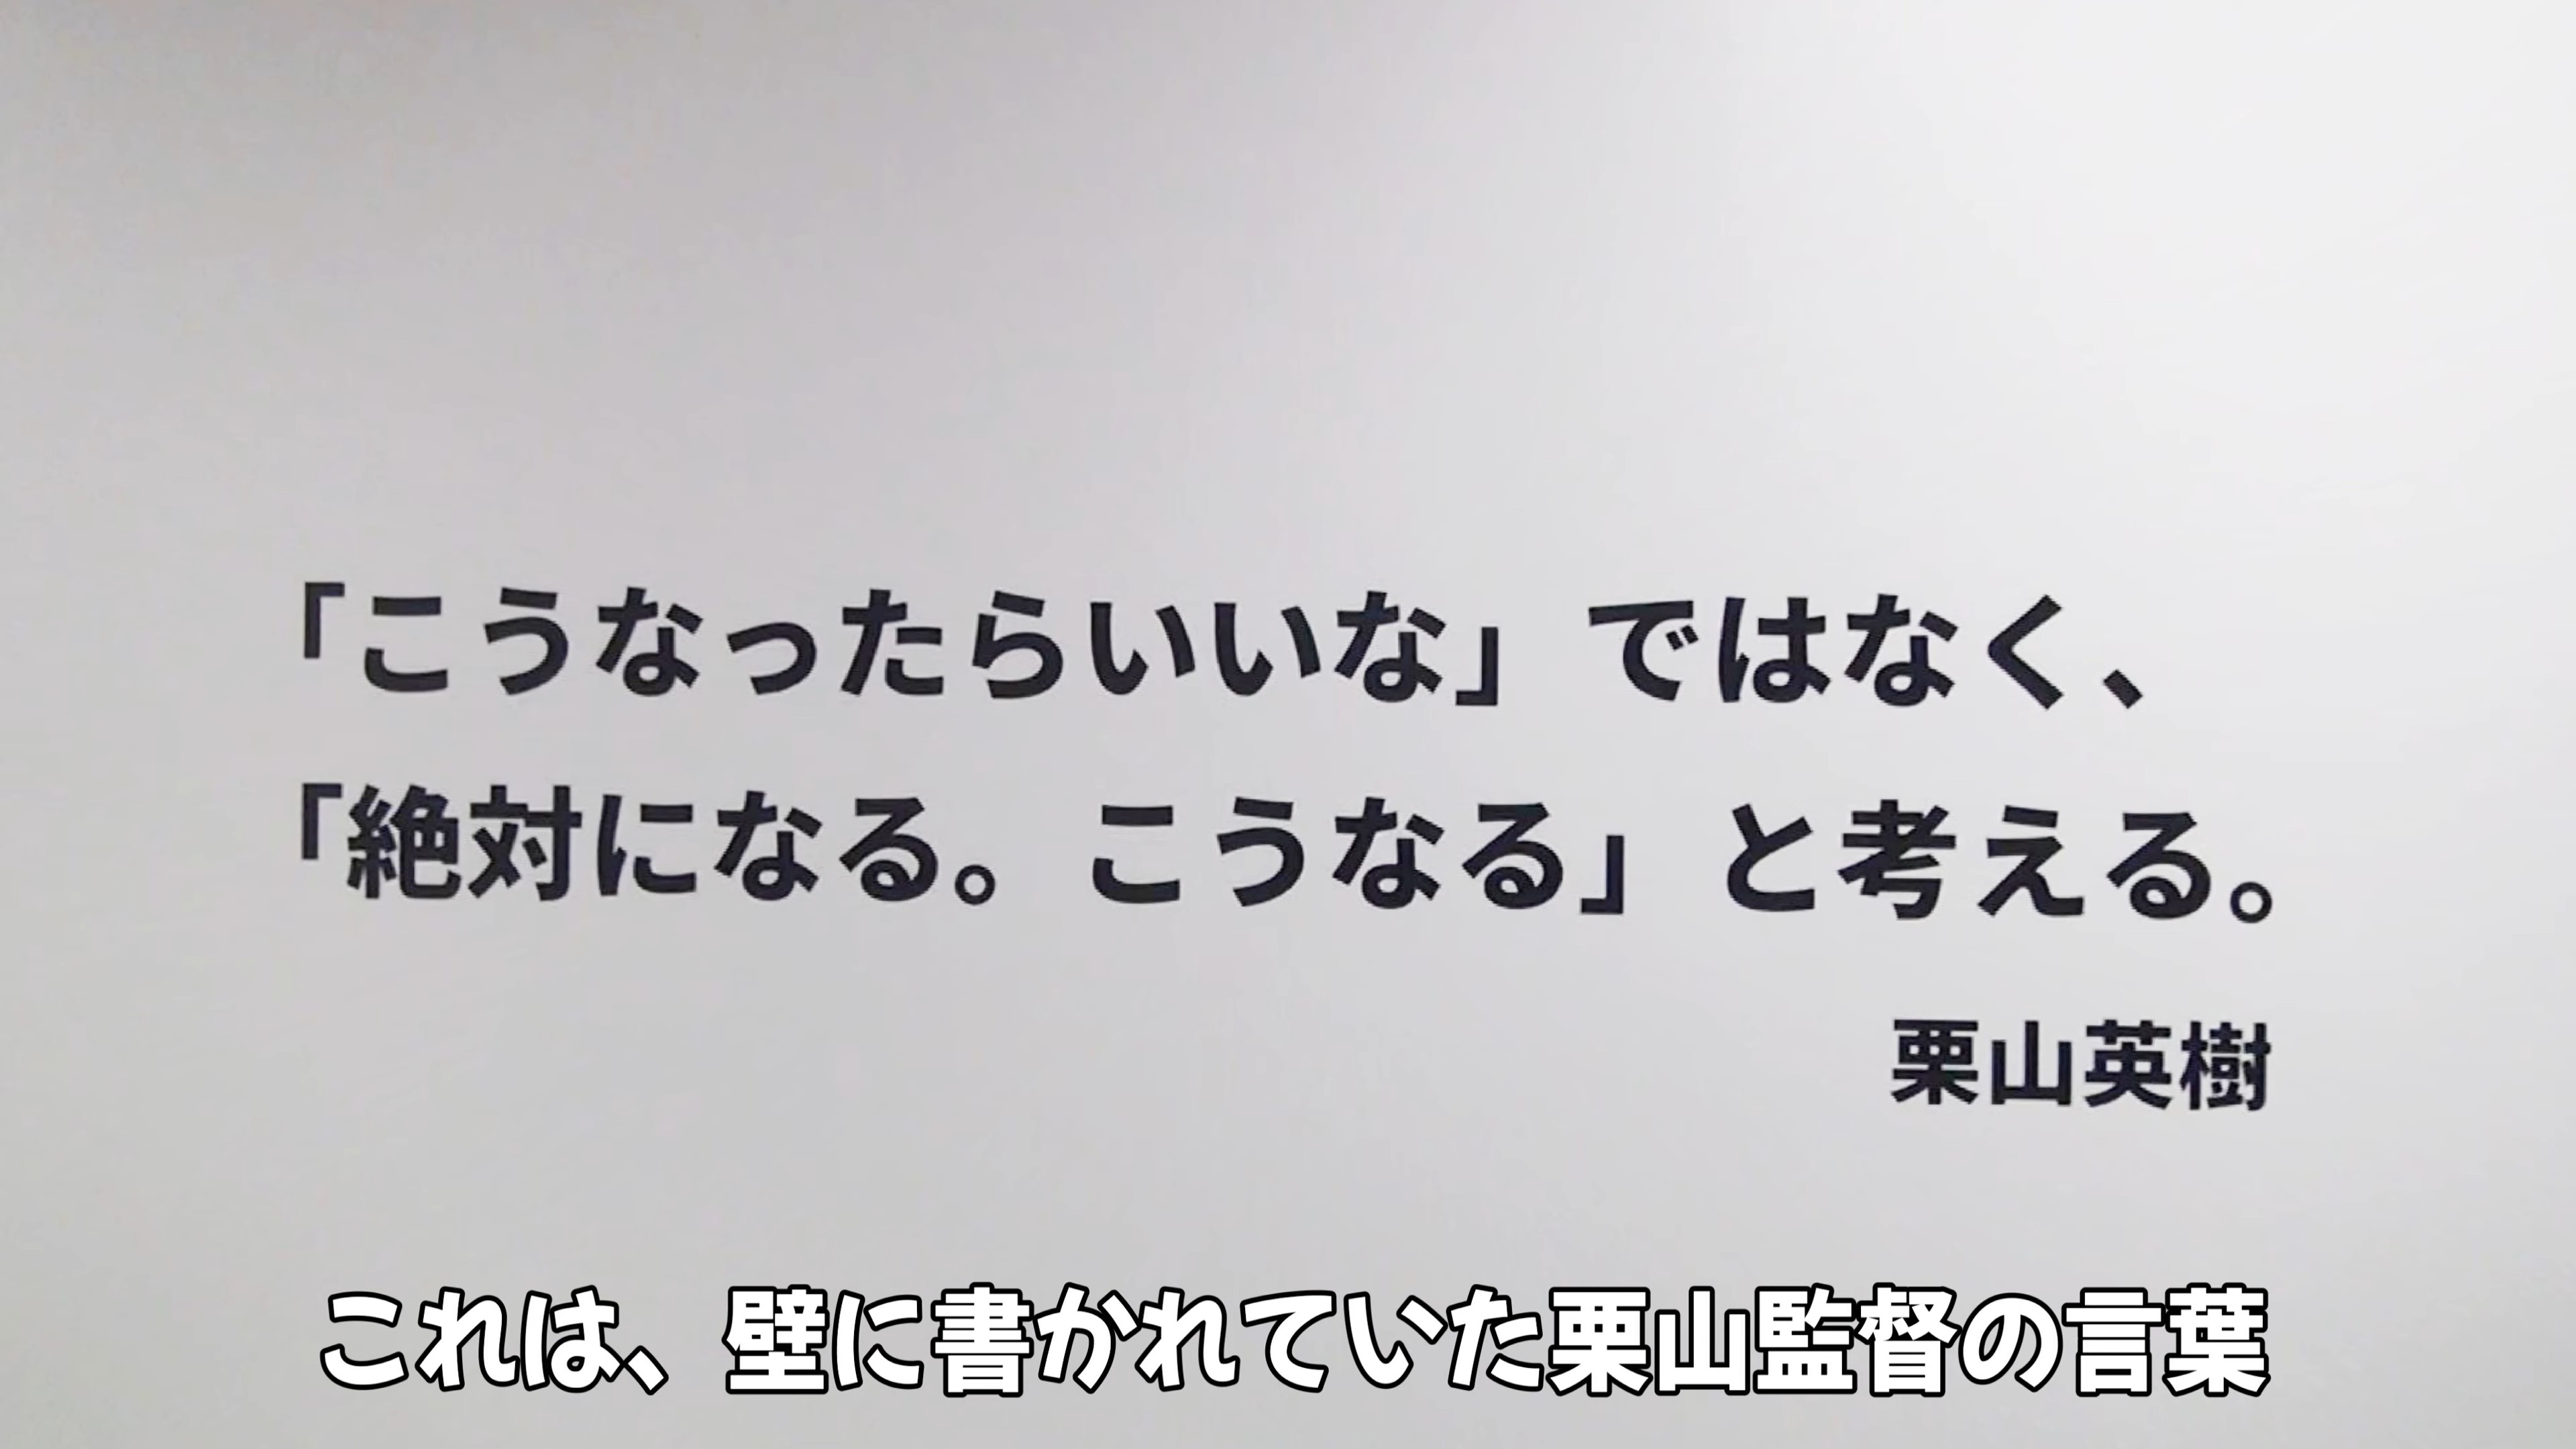 「こうなったらいいな」ではなく、
「絶対になる。こうなる」と考える。
栗山英樹
これは、壁に書かれていた栗山監督の言葉